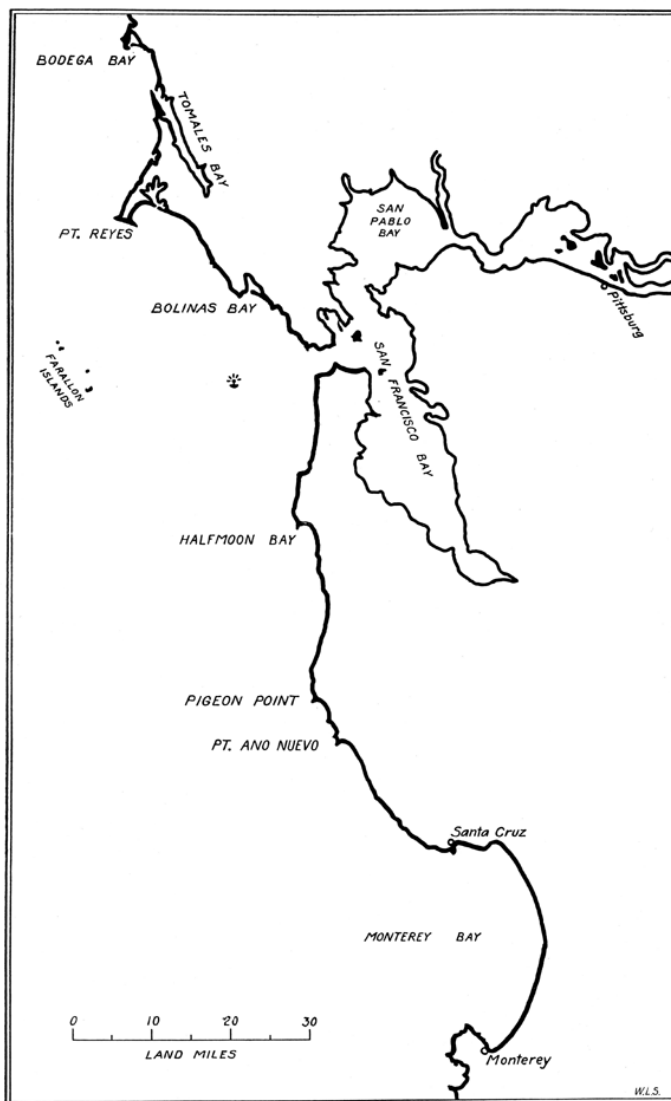 BODEGA BAY
TOMALES BAY
PT. REYES
SAN
PABLO
BAY
Pittsburg
BOLINAS BAY
SAN FRANCISCO BAY
FARALLON
ISLANDS
HALFMOON BAY
PIGEON POINT
PT. ANO NUEVO
Santa Cruz
MONTEREY BAY
0 10 20 30
LAND MILES
Monterey
W.L.S.